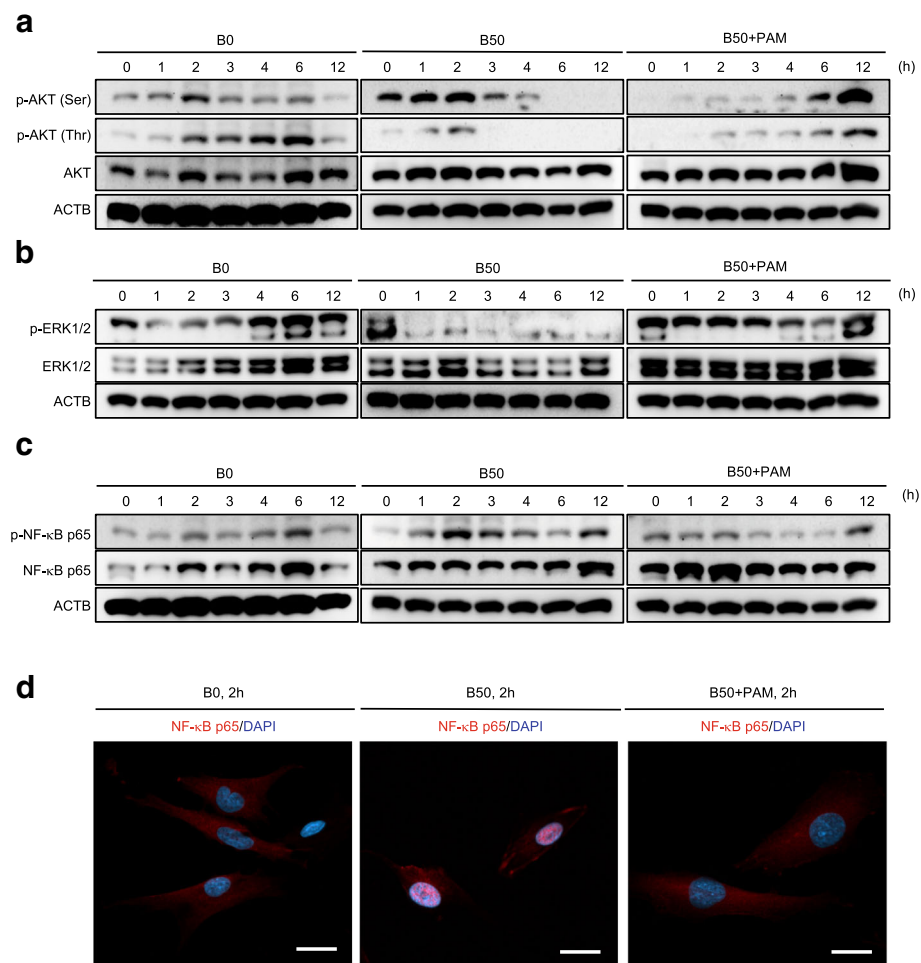 a
B0 B50 B50+PAM
0 1 2 3 4 6 12 0 1 2 3 4 6 12 0 1 2 3 4 6 12 (h)
p-AKT (Ser)
p-AKT (Thr)
AKT
ACTB
b
B0 B50 B50+PAM
0 1 2 3 4 6 12 0 1 2 3 4 6 12 0 1 2 3 4 6 12 (h)
p-ERK1/2
ERK1/2
ACTB
c
B0 B50 B50+PAM
0 1 2 3 4 6 12 0 1 2 3 4 6 12 0 1 2 3 4 6 12 (h)
p-NF-κB p65
NF-κB p65
ACTB
d
B0, 2h B50, 2h B50+PAM, 2h
NF-κB p65/DAPI NF-κB p65/DAPI NF-κB p65/DAPI